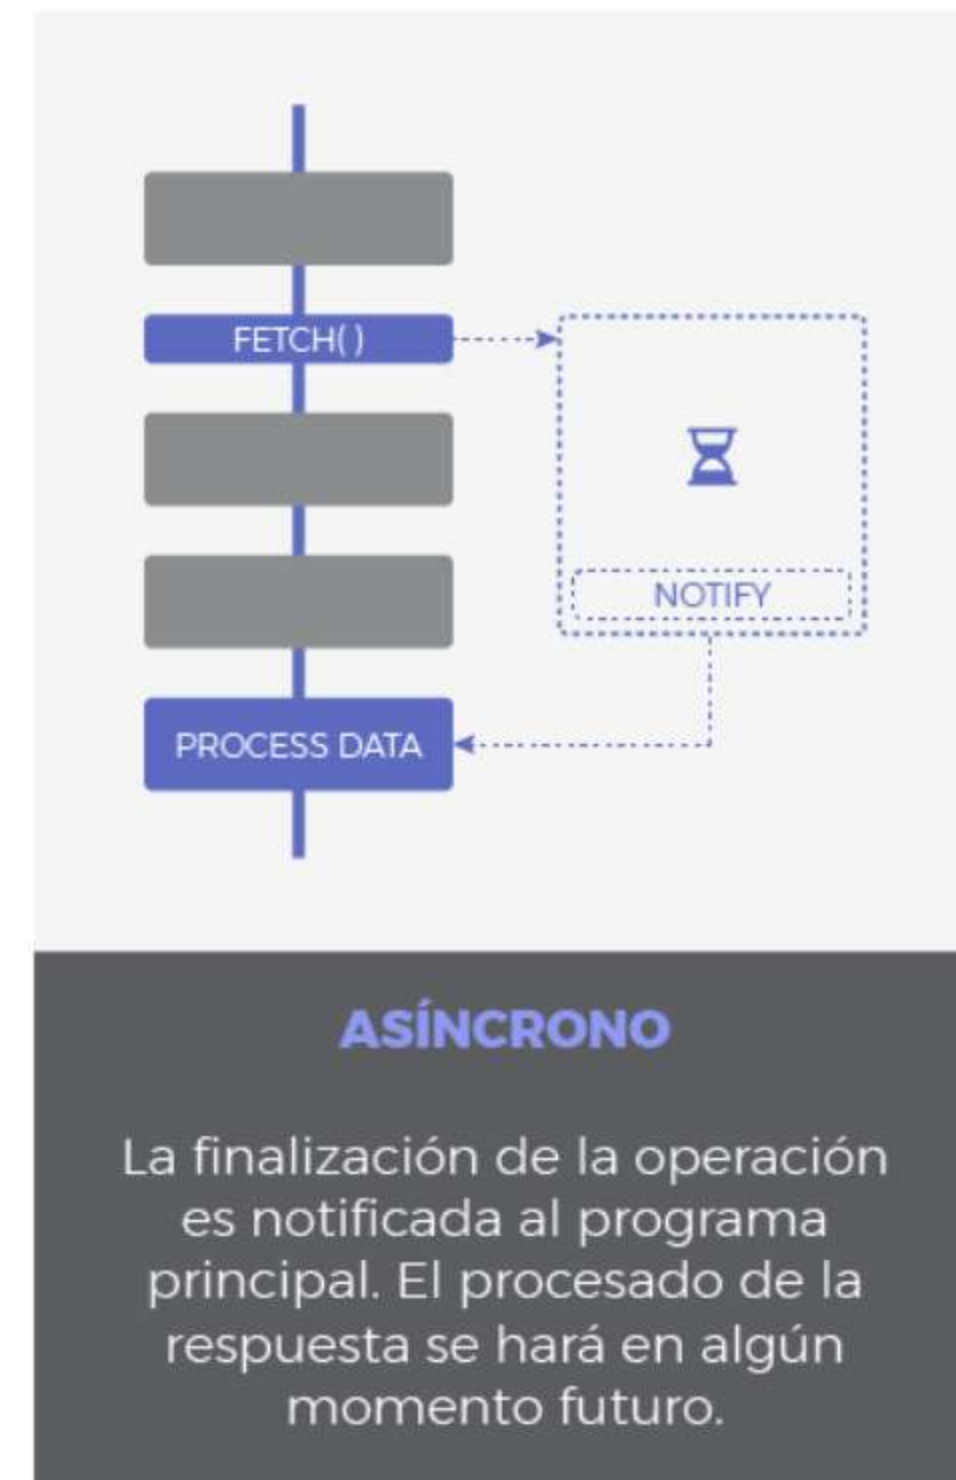 FETCH( )
NOTIFY
PROCESS DATA
ASÍNCRONO
La finalización de la operación
es notificada al programa
principal. El procesado de la
respuesta se hará en algún
momento futuro.